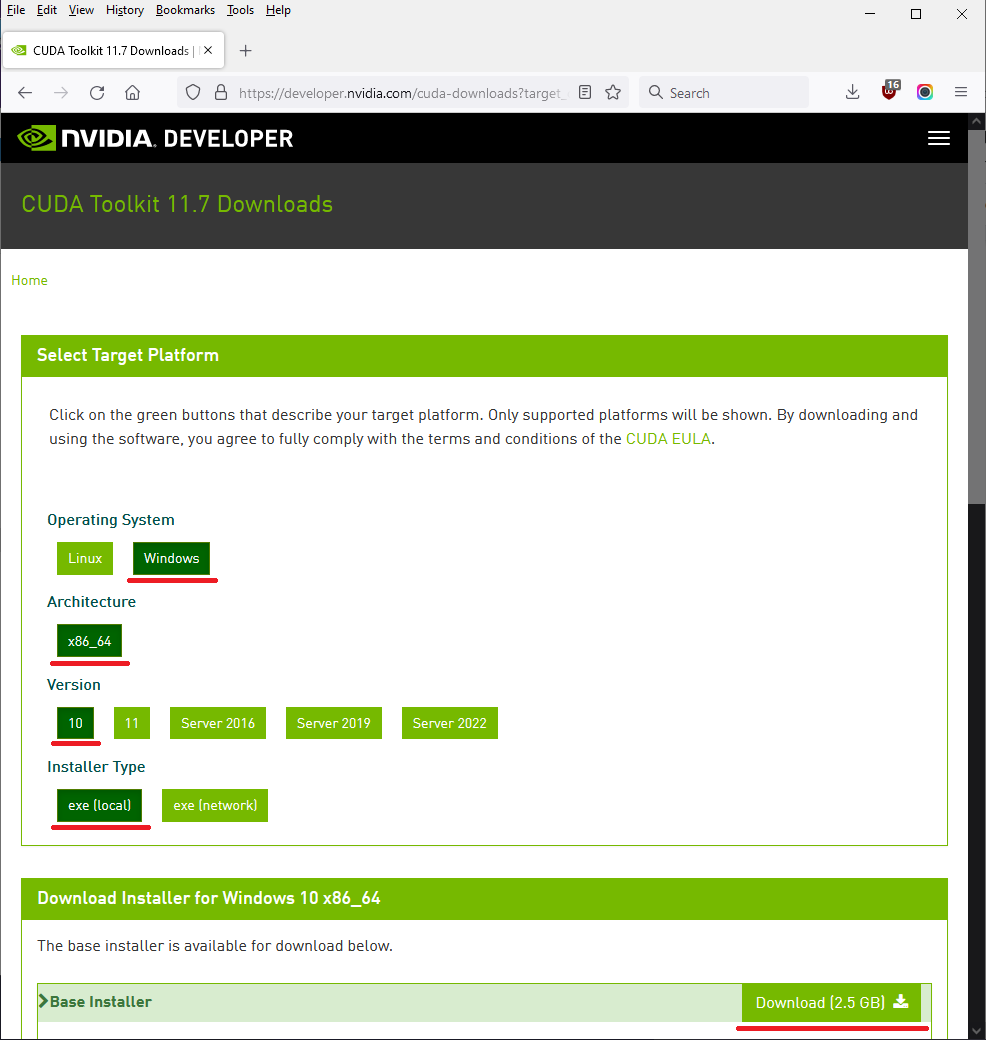 File Edit View History Bookmarks Tools Help
CUDA Toolkit 11.7 Downloads |
https://developer.nvidia.com/cuda-downloads?target_
Search
16
NVIDIA. DEVELOPER
CUDA Toolkit 11.7 Downloads
Home
Select Target Platform
Click on the green buttons that describe your target platform. Only supported platforms will be shown. By downloading and
using the software, you agree to fully comply with the terms and conditions of the CUDA EULA.
Operating System
Linux Windows
Architecture
x86_64
Version
10 11 Server 2016 Server 2019 Server 2022
Installer Type
exe (local) exe (network)
Download Installer for Windows 10 x86_64
The base installer is available for download below.
Base Installer Download (2.5 GB)